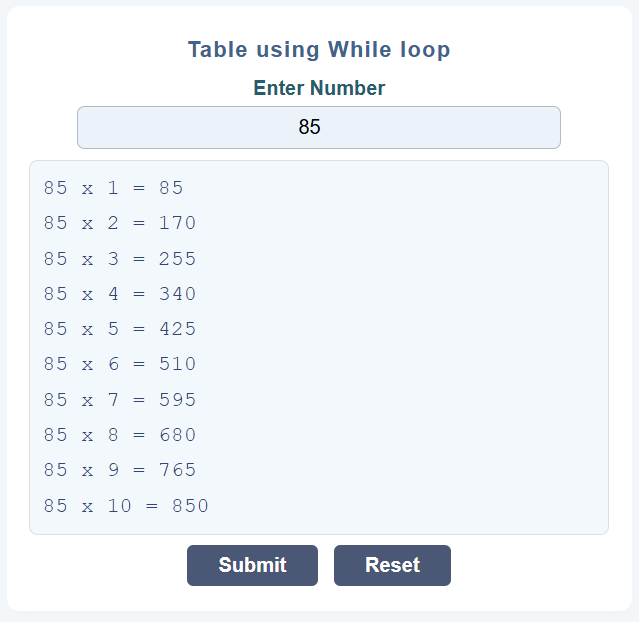 Table using While loop
Enter Number
85
85 x 1 = 85
85 x 2 = 170
85 x 3 = 255
85 x 4 = 340
85 x 5 = 425
85 x 6 = 510
85 x 7 = 595
85 x 8 = 680
85 x 9 = 765
85 x 10 = 850
Submit Reset